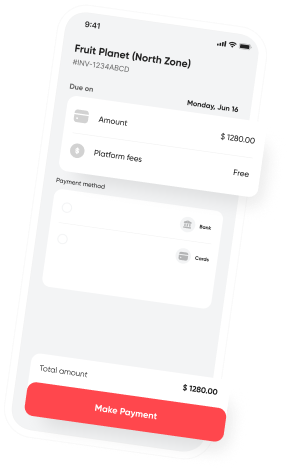 9:41
Fruit Planet (North Zone)
#INV-1234ABCD
Due on
Monday, Jun 16
Amount $ 1280.00
Platform fees Free
Payment method
Bank
Cards
Total amount $ 1280.00
Make Payment